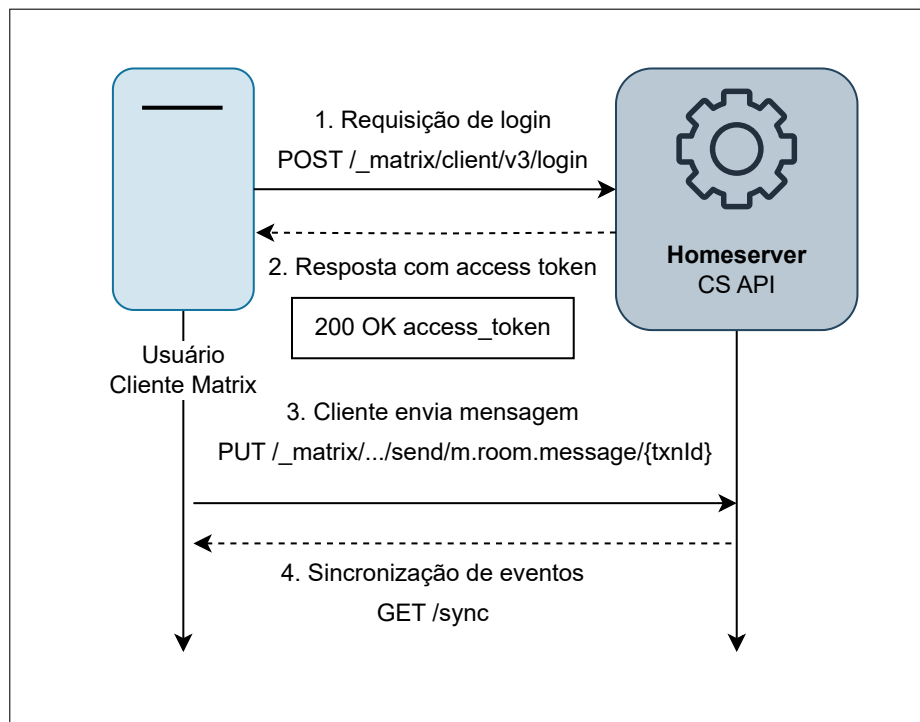 1. Requisição de login
POST /_matrix/client/v3/login
2. Resposta com access token
200 OK access_token
Homeserver
CS API
Usuário
Cliente Matrix
3. Cliente envia mensagem
PUT /_matrix/.../send/m.room.message/{txnId}
4. Sincronização de eventos
GET /sync